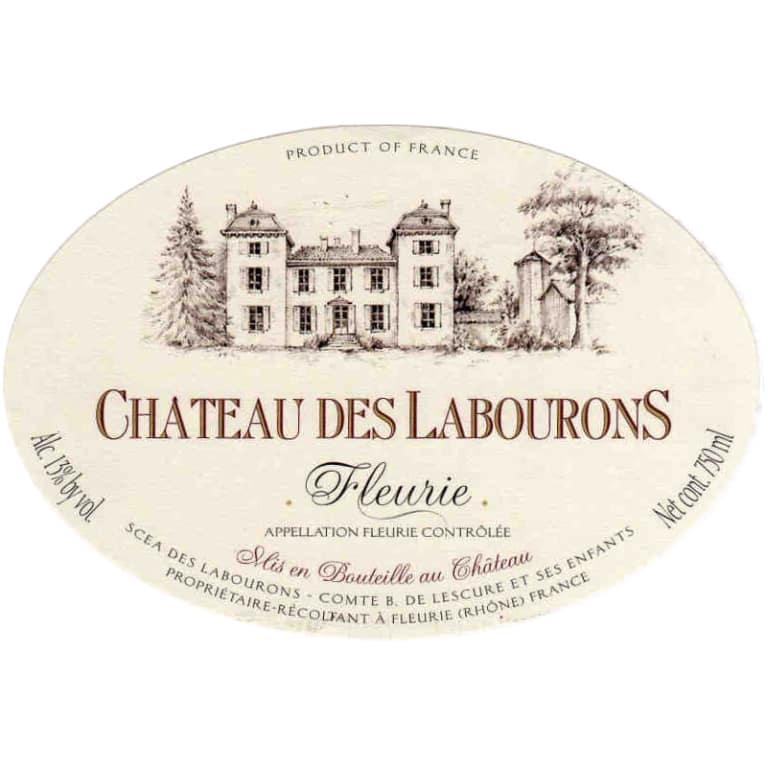 PRODUCT OF FRANCE
CHATEAU DES LABOURONS
Fleurie
APPELLATION FLEURIE CONTRÔLÉE
Mis en Bouteille au Château
Alc. 13% by vol.
Net cont. 750 ml
SCEA DES LABOURONS - COMTE B. DE LESCURE ET SES ENFANTS
PROPRIÉTAIRE-RÉCOLTANT À FLEURIE (RHÔNE) FRANCE